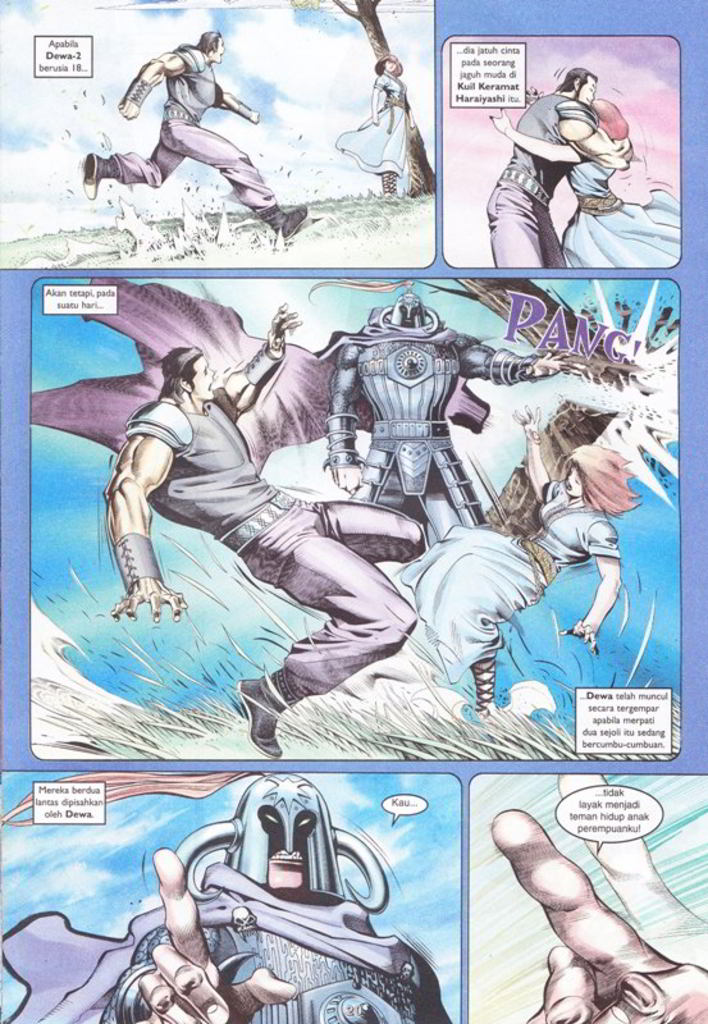 Apabila
Dewa-2
berusia 18...
...dia jatuh cinta
pada seorang
jaguh muda di
Kuil Keramat
Haraiyashi itu.
Akan tetapi, pada
suatu hari...
PANG!
...Dewa telah muncul
secara tergempar
apabila merpati
dua sejoli itu sedang
bercumbu-cumbuan.
Mereka berdua
lantas dipisahkan
oleh Dewa.
Kau...
...tidak
layak menjadi
teman hidup anak
perempuanku!
20